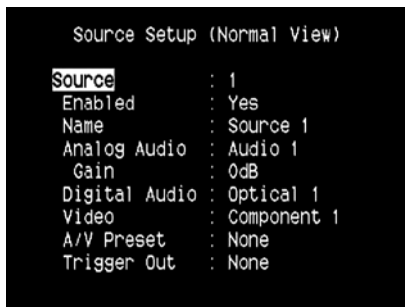 Source Setup (Normal View)
Source : 1
Enabled : Yes
Name : Source 1
Analog Audio : Audio 1
Gain : 0dB
Digital Audio : Optical 1
Video : Component 1
A/V Preset : None
Trigger Out : None